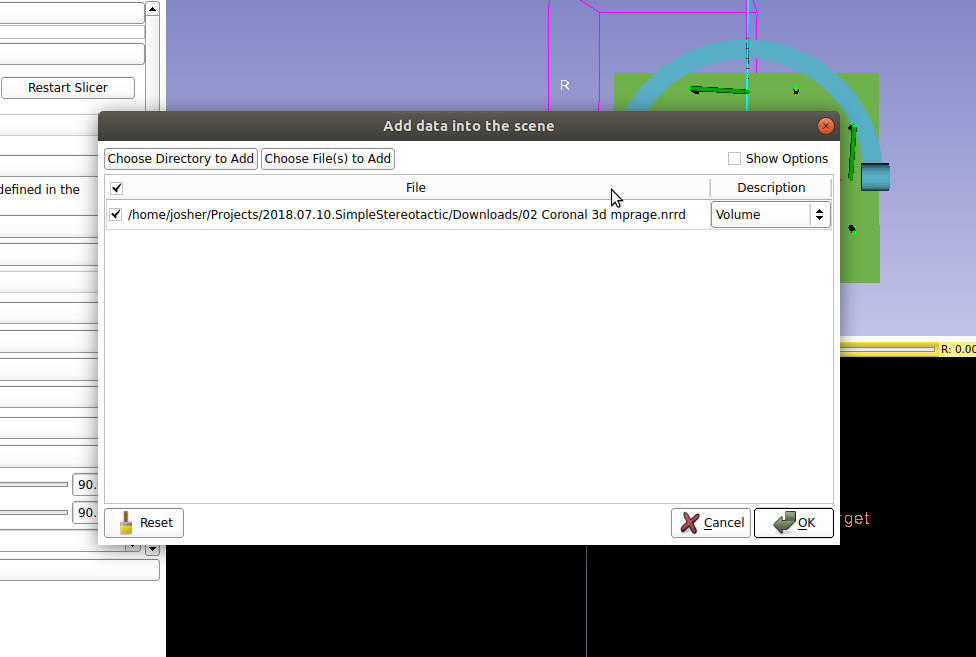 Restart Slicer
R
Add data into the scene
Choose Directory to Add
Choose File(s) to Add
Show Options
defined in the
File
Description
/home/josher/Projects/2018.07.10.SimpleStereotactic/Downloads/02 Coronal 3d mprage.nrrd
Volume
R: 0.00
90.
90.
Reset
Cancel
OK
rget